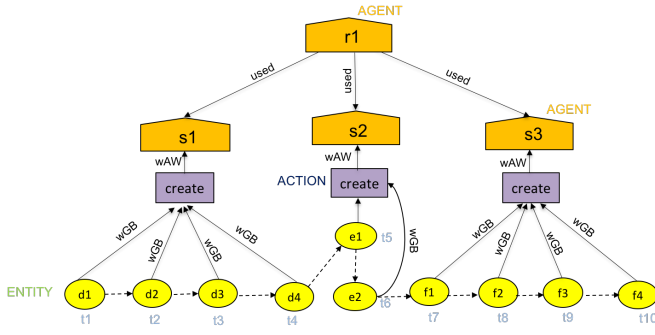 AGENT
r1
used
used
used
AGENT
s1
s2
s3
wAW
wAW
wAW
create
ACTION
create
create
wGB
wGB
wGB
wGB
e1
t5
wGB
wGB
wGB
wGB
wGB
ENTITY
d1
d2
d3
d4
e2
t6
f1
f2
f3
f4
t1
t2
t3
t4
t7
t8
t9
t10